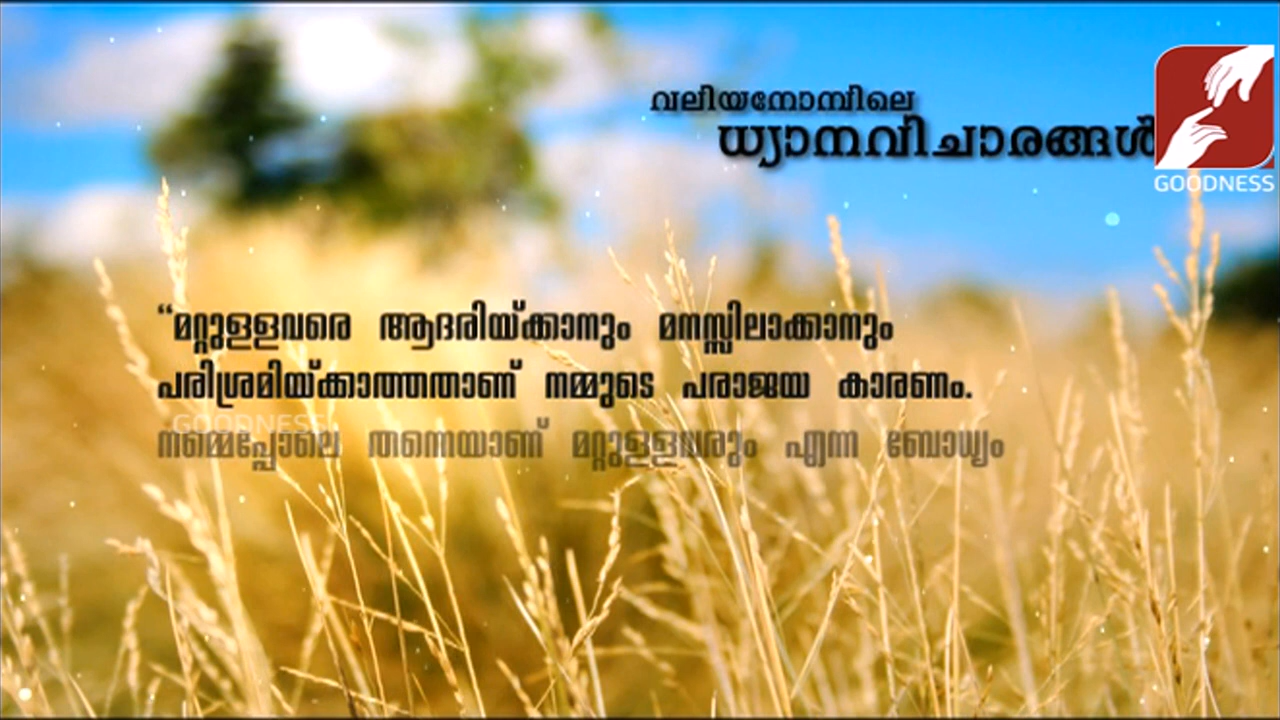 വലിയനോമ്പിലെ
ധ്യാനവിചാരങ്ങൾ
GOODNESS
“മറ്റുള്ളവരെ ആദരിയ്ക്കാനും മനസ്സിലാക്കാനും
പരിശ്രമിയ്ക്കാത്തതാണ് നമ്മുടെ പരാജയ കാരണം.
GOODNESS
നമ്മെപ്പോലെ തന്നെയാണ് മറ്റുള്ളവരും എന്ന ബോധ്യം